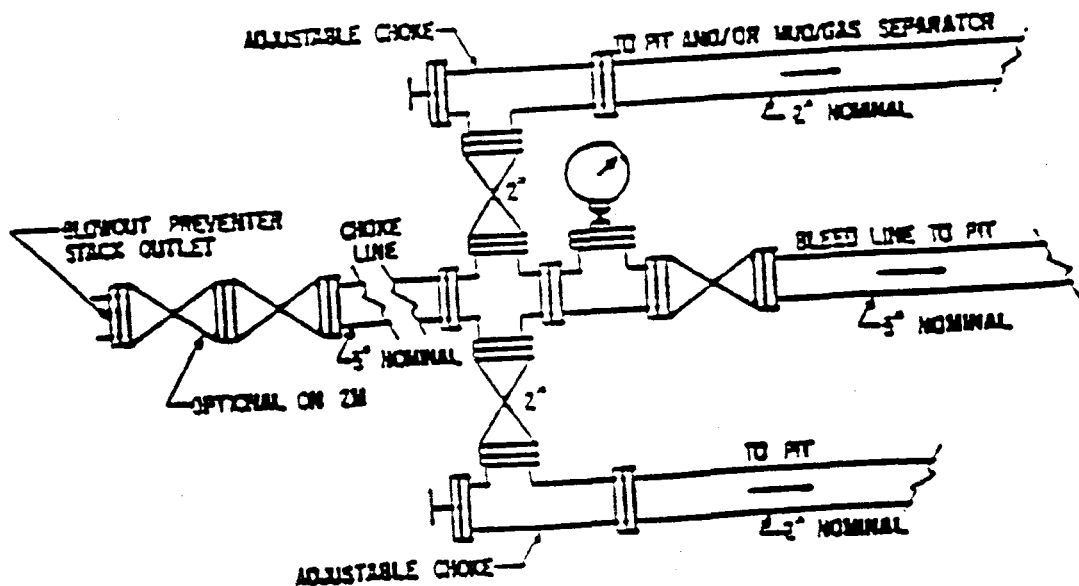 ADJUSTABLE CHOKE
TO PIT AND/OR MUD/GAS SEPARATOR
2" NOMINAL
2"
BLOWOUT PREVENTER
STACK OUTLET
CHOKE
LINE
BLEED LINE TO PIT
3" NOMINAL
3" NOMINAL
OPTIONAL ON 2M
2"
TO PIT
2" NOMINAL
ADJUSTABLE CHOKE